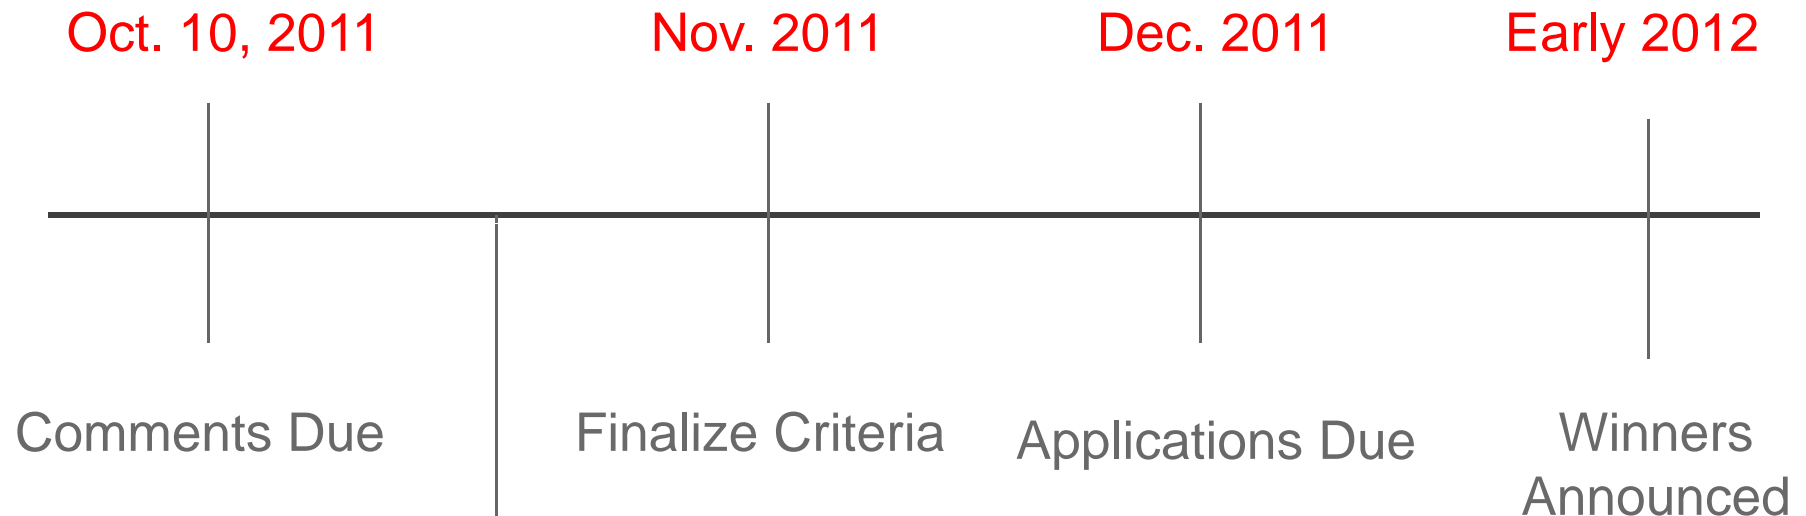 Oct. 10, 2011
Nov. 2011
Dec. 2011
Early 2012
Comments Due
Finalize Criteria
Applications Due
Winners
Announced